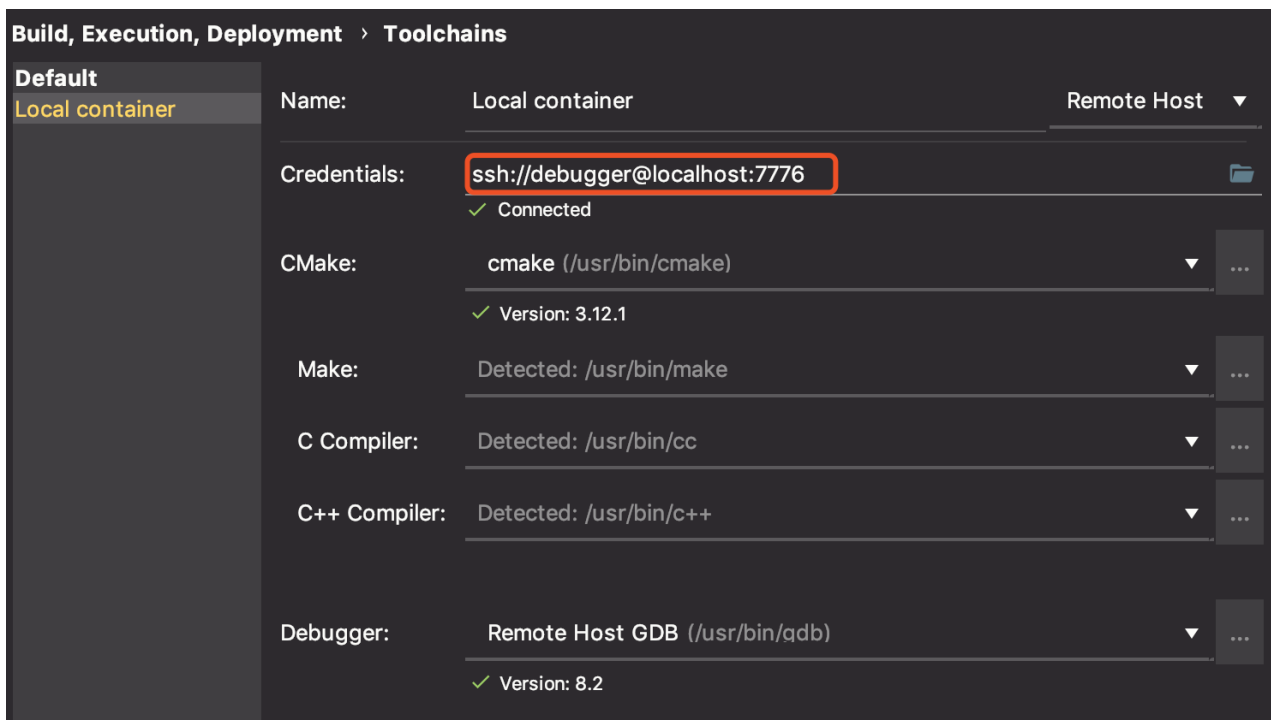 Build, Execution, Deployment › Toolchains
Default
Local container
Name: Local container Remote Host
Credentials: ssh://debugger@localhost:7776
Connected
CMake: cmake (/usr/bin/cmake) ...
Version: 3.12.1
Make: Detected: /usr/bin/make ...
C Compiler: Detected: /usr/bin/cc ...
C++ Compiler: Detected: /usr/bin/c++ ...
Debugger: Remote Host GDB (/usr/bin/gdb) ...
Version: 8.2